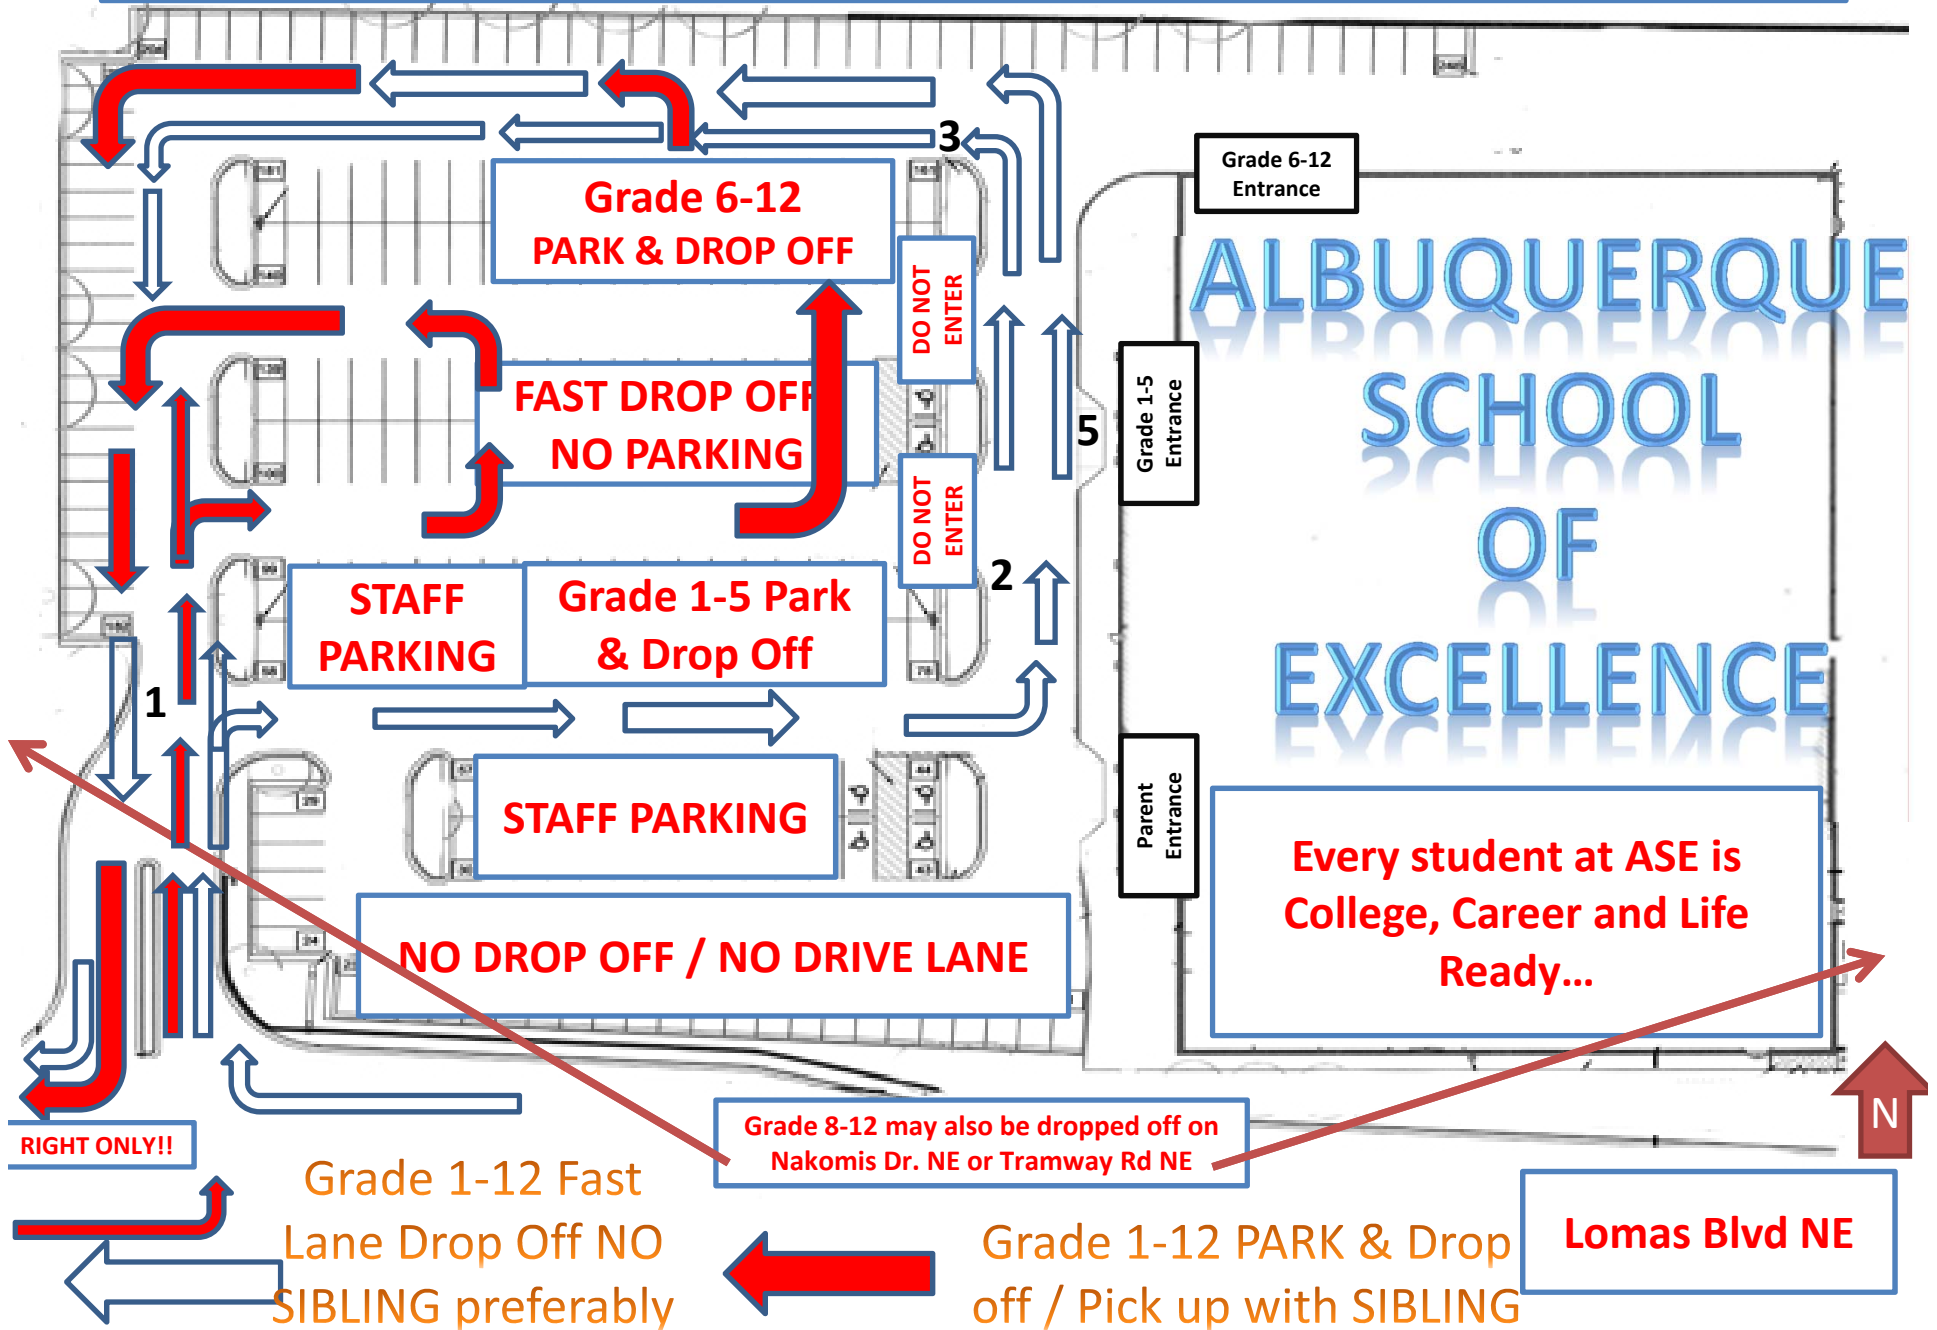 3
Grade 6-12
Entrance
Grade 6-12
PARK & DROP OFF
DO NOT
ENTER
ALBUQUERQUE
SCHOOL
OF
EXCELLENCE
FAST DROP OFF
NO PARKING
5
Grade 1-5
Entrance
DO NOT
ENTER
2
STAFF
PARKING
Grade 1-5 Park
& Drop Off
1
STAFF PARKING
Parent
Entrance
Every student at ASE is
College, Career and Life
Ready...
24
NO DROP OFF / NO DRIVE LANE
N
RIGHT ONLY!!
Grade 8-12 may also be dropped off on
Nakomis Dr. NE or Tramway Rd NE
Grade 1-12 Fast
Lane Drop Off NO
SIBLING preferably
Grade 1-12 PARK & Drop
off / Pick up with SIBLING
Lomas Blvd NE